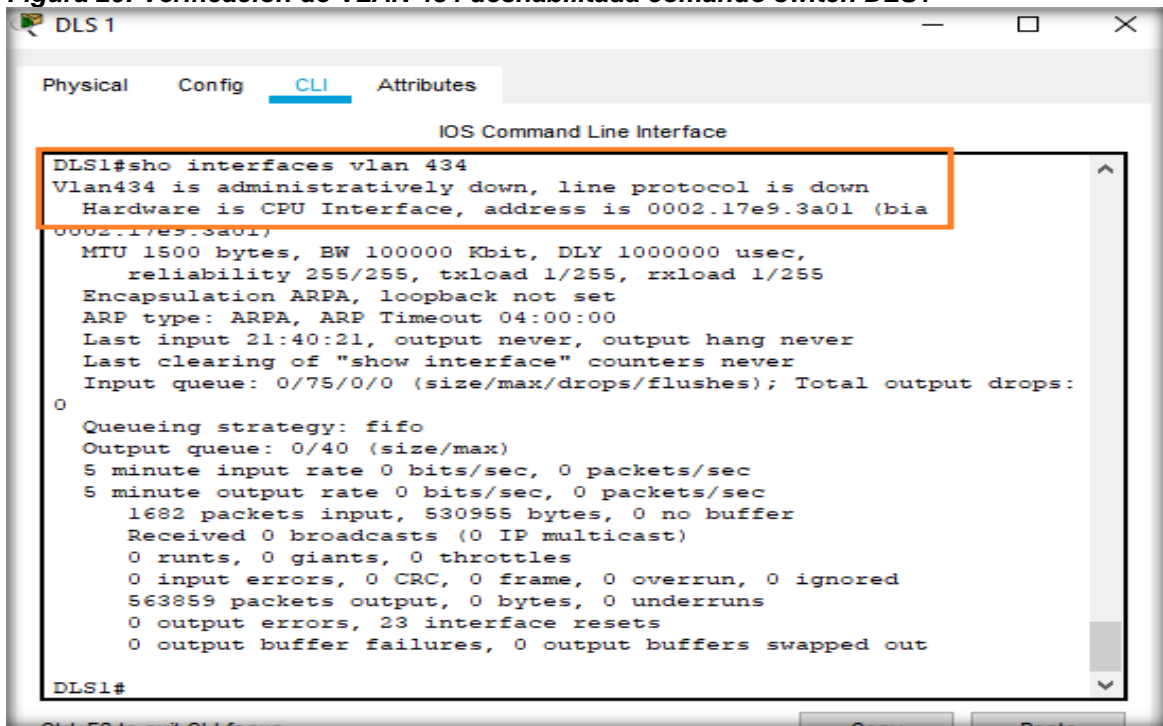 DLS 1
Physical Config CLI Attributes
IOS Command Line Interface
DLS1#sho interfaces vlan 434
Vlan434 is administratively down, line protocol is down
Hardware is CPU Interface, address is 0002.17e9.3a01 (bia
0002.17e9.3a01)
MTU 1500 bytes, BW 100000 Kbit, DLY 1000000 usec,
reliability 255/255, txload 1/255, rxload 1/255
Encapsulation ARPA, loopback not set
ARP type: ARPA, ARP Timeout 04:00:00
Last input 21:40:21, output never, output hang never
Last clearing of "show interface" counters never
Input queue: 0/75/0/0 (size/max/drops/flushes); Total output drops:
0
Queueing strategy: fifo
Output queue: 0/40 (size/max)
5 minute input rate 0 bits/sec, 0 packets/sec
5 minute output rate 0 bits/sec, 0 packets/sec
1682 packets input, 530955 bytes, 0 no buffer
Received 0 broadcasts (0 IP multicast)
0 runts, 0 giants, 0 throttles
0 input errors, 0 CRC, 0 frame, 0 overrun, 0 ignored
563859 packets output, 0 bytes, 0 underruns
0 output errors, 23 interface resets
0 output buffer failures, 0 output buffers swapped out
DLS1#